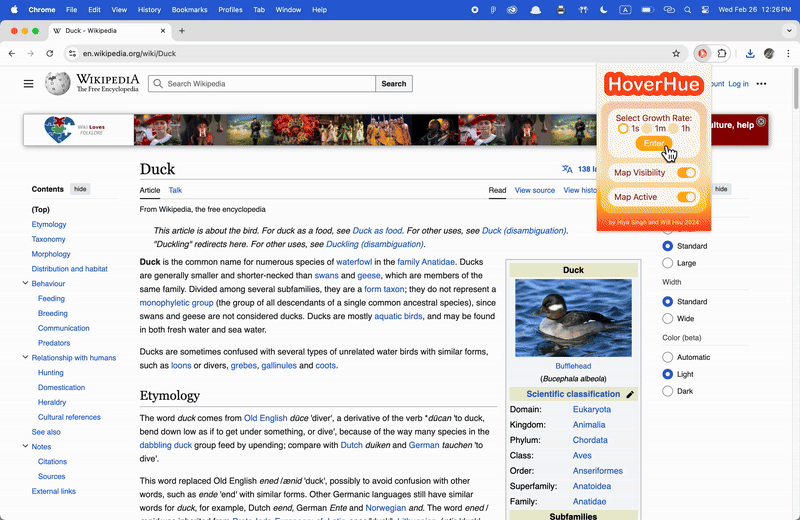 Chrome File Edit View History Bookmarks Profiles Tab Window Help
A
Wed Feb 26 12:26 PM
W Duck - Wikipedia
en.wikipedia.org/wiki/Duck
WIKIPEDIA
The Free Encyclopedia
Search Wikipedia
Search
Log in
Wiki Loves
FOLKLORE
help
HoverHue
Select Growth Rate:
1s 1m 1h
Enter
Map Visibility
Map Active
by Hiya Singh and Will Hsu 2024
Contents hide
(Top)
Etymology
Taxonomy
Morphology
Distribution and habitat
Behaviour
Feeding
Breeding
Communication
Predators
Relationship with humans
Hunting
Domestication
Heraldry
Cultural references
See also
Notes
Citations
Sources
External links
Duck
138
Article Talk
Read View source View
From Wikipedia, the free encyclopedia
This article is about the bird. For duck as a food, see Duck as food. For other uses, see Duck (disambiguation).
"Duckling" redirects here. For other uses, see Duckling (disambiguation).
Duck is the common name for numerous species of waterfowl in the family Anatidae. Ducks
are generally smaller and shorter-necked than swans and geese, which are members of the
same family. Divided among several subfamilies, they are a form taxon; they do not represent a
monophyletic group (the group of all descendants of a single common ancestral species), since
swans and geese are not considered ducks. Ducks are mostly aquatic birds, and may be found
in both fresh water and sea water.
Ducks are sometimes confused with several types of unrelated water birds with similar forms,
such as loons or divers, grebes, gallinules and coots.
Etymology
The word duck comes from Old English dūce 'diver', a derivative of the verb *dūcan 'to duck,
bend down low as if to get under something, or dive', because of the way many species in the
dabbling duck group feed by upending; compare with Dutch duiken and German tauchen 'to
dive'.
This word replaced Old English ened /ænid 'duck', possibly to avoid confusion with other
words, such as ende 'end' with similar forms. Other Germanic languages still have similar
words for duck, for example, Dutch eend, German Ente and Norwegian and. The word ened /
Duck
Bufflehead
(Bucephala albeola)
Scientific classification
Domain: Eukaryota
Kingdom: Animalia
Phylum: Chordata
Class: Aves
Order: Anseriformes
Superfamily: Anatoidea
Family: Anatidae
Subfamilies
hide
Standard
Large
Width
Standard
Wide
Color (beta)
Automatic
Light
Dark